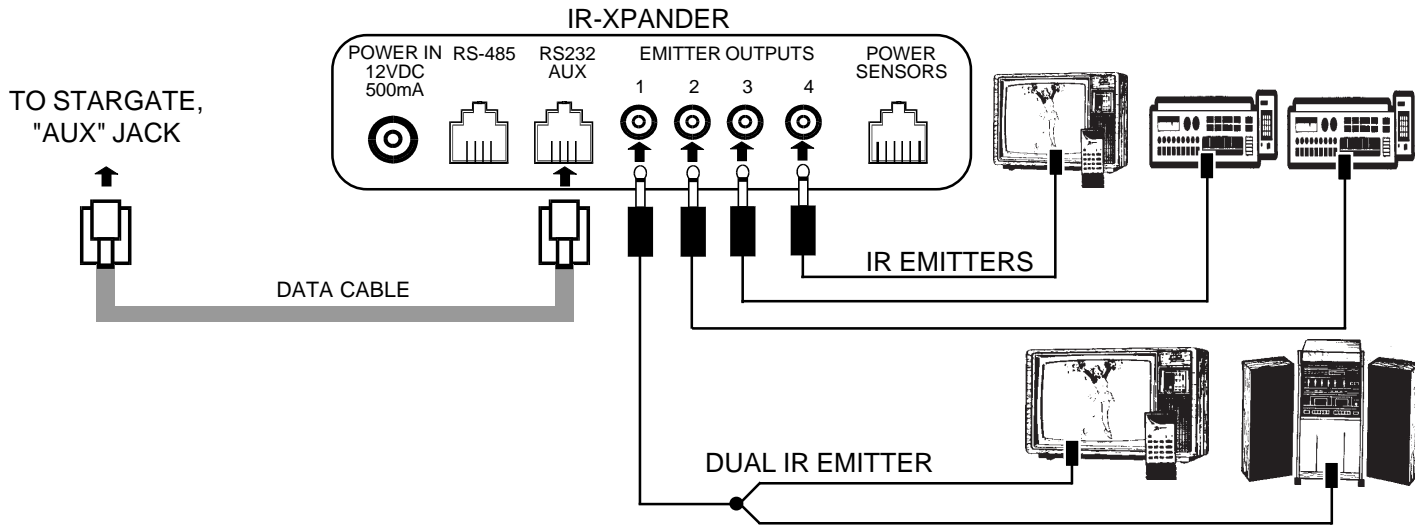 IR-XPANDER
POWER IN
12VDC
500mA
RS-485
RS232
AUX
EMITTER OUTPUTS
1 2 3 4
POWER
SENSORS
TO STARGATE,
"AUX" JACK
DATA CABLE
IR EMITTERS
DUAL IR EMITTER